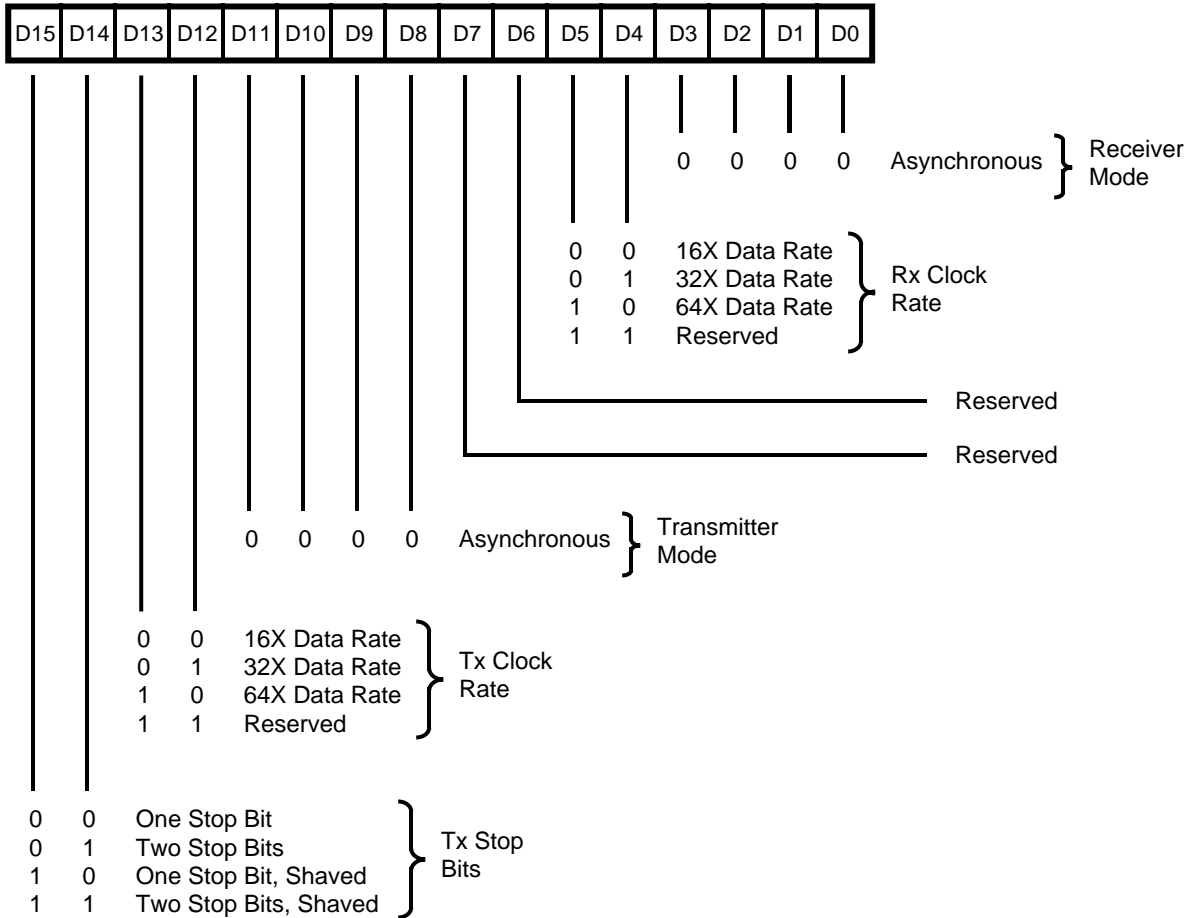 D15 D14 D13 D12 D11 D10 D9 D8 D7 D6 D5 D4 D3 D2 D1 D0
0 0 0 0 Asynchronous
Receiver
Mode
0 0 16X Data Rate
0 1 32X Data Rate
1 0 64X Data Rate
1 1 Reserved
Rx Clock
Rate
Reserved
Reserved
0 0 0 0 Asynchronous
Transmitter
Mode
0 0 16X Data Rate
0 1 32X Data Rate
1 0 64X Data Rate
1 1 Reserved
Tx Clock
Rate
0 0 One Stop Bit
0 1 Two Stop Bits
1 0 One Stop Bit, Shaved
1 1 Two Stop Bits, Shaved
Tx Stop
Bits